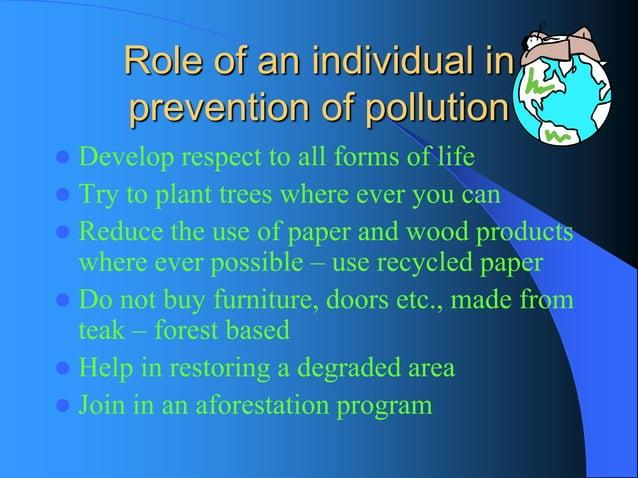 Role of an individual in
prevention of pollution
Develop respect to all forms of life
Try to plant trees where ever you can
Reduce the use of paper and wood products
where ever possible – use recycled paper
Do not buy furniture, doors etc., made from
teak – forest based
Help in restoring a degraded area
Join in an aforestation program